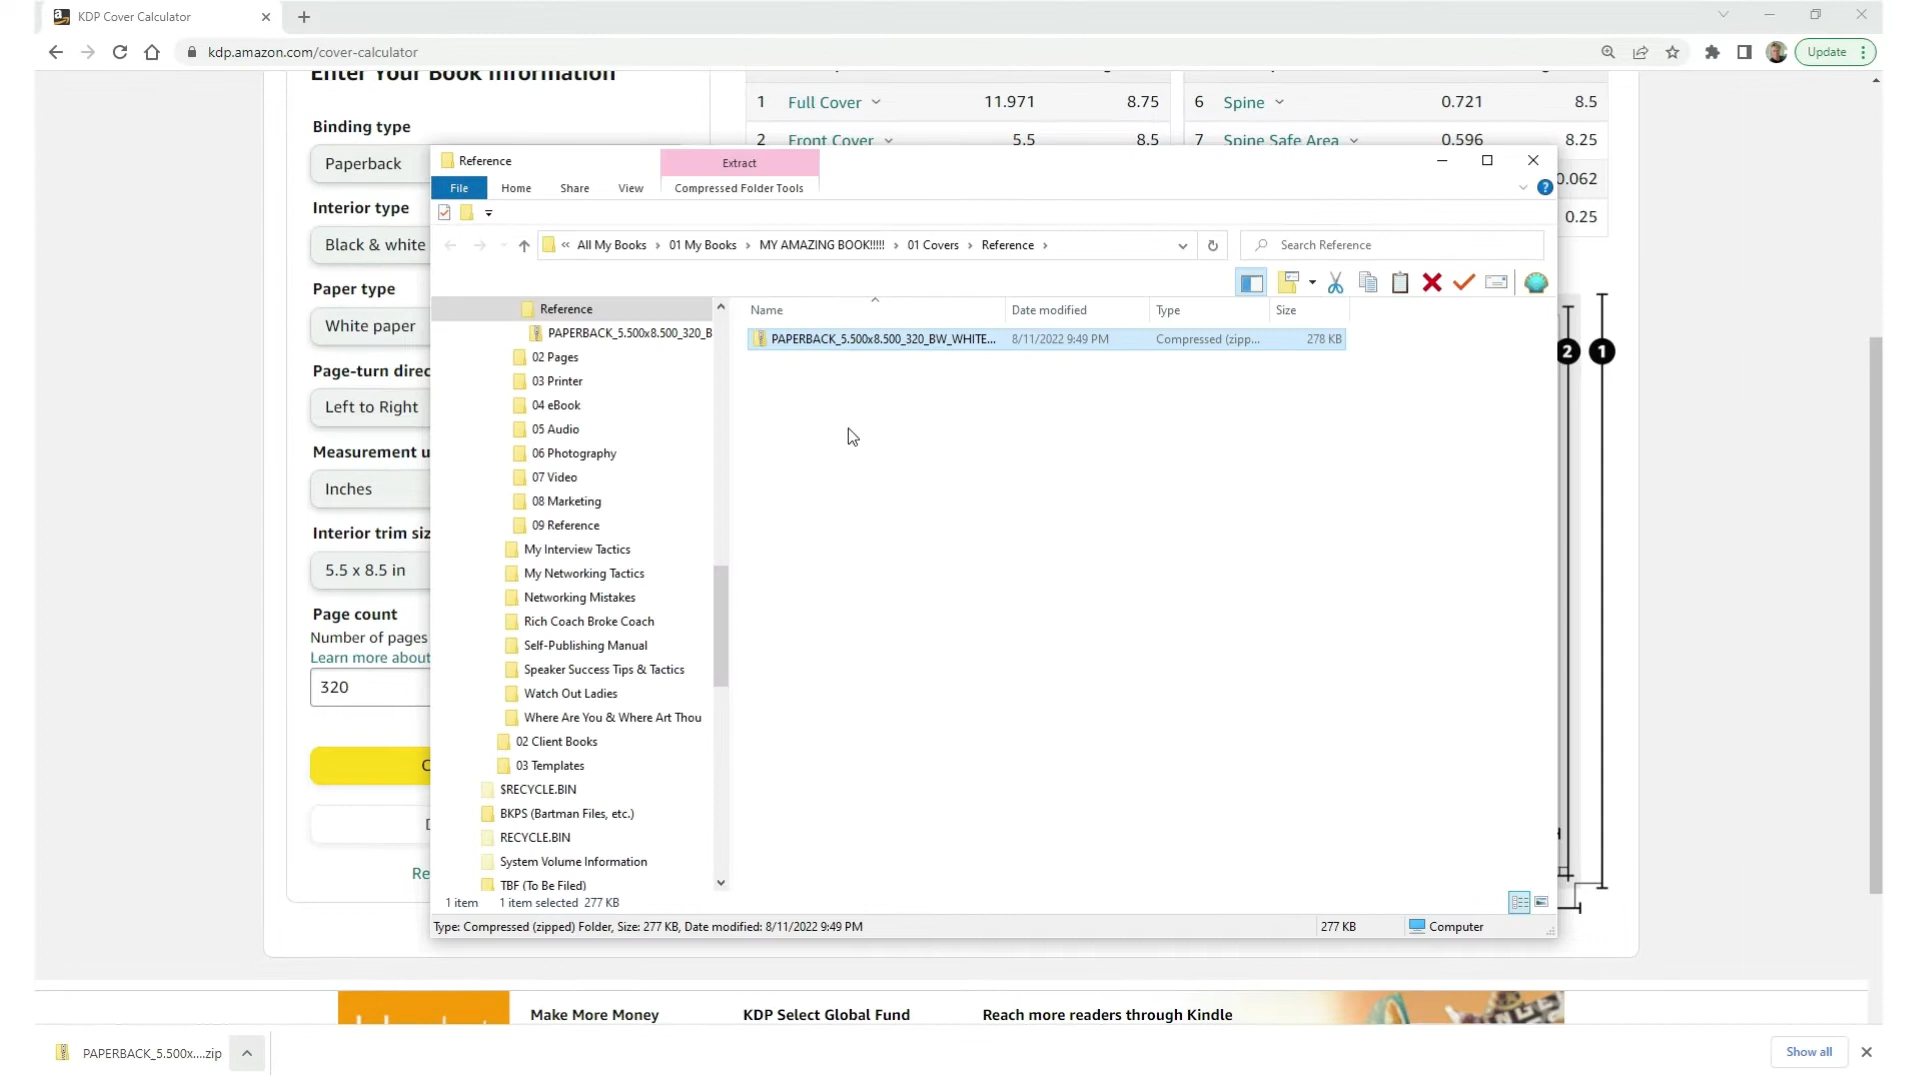 KDP Cover Calculator
kdp.amazon.com/cover-calculator
Update
Enter Your Book Information
Binding type
Paperback
Interior type
Black & white
Paper type
White paper
Page-turn direc
Left to Right
Measurement u
Inches
Interior trim siz
5.5 x 8.5 in
Page count
Number of pages
Learn more about
320
C
D
Re
1 Full Cover 11.971 8.75
2 Front Cover 5.5 8.5
6 Spine 0.721 8.5
7 Spine Safe Area 0.596 8.25
0.062
0.25
2 1
Reference
Extract
File Home Share View Compressed Folder Tools
« All My Books › 01 My Books › MY AMAZING BOOK!!!!! › 01 Covers › Reference ›
Search Reference
Name Date modified Type Size
PAPERBACK_5.500x8.500_320_BW_WHITE... 8/11/2022 9:49 PM Compressed (zipp... 278 KB
Reference
PAPERBACK_5.500x8.500_320_B
02 Pages
03 Printer
04 eBook
05 Audio
06 Photography
07 Video
08 Marketing
09 Reference
My Interview Tactics
My Networking Tactics
Networking Mistakes
Rich Coach Broke Coach
Self-Publishing Manual
Speaker Success Tips & Tactics
Watch Out Ladies
Where Are You & Where Art Thou
02 Client Books
03 Templates
$RECYCLE.BIN
BKPS (Bartman Files, etc.)
RECYCLE.BIN
System Volume Information
TBF (To Be Filed)
1 item 1 item selected 277 KB
Type: Compressed (zipped) Folder, Size: 277 KB, Date modified: 8/11/2022 9:49 PM
277 KB
Computer
Make More Money
KDP Select Global Fund
Reach more readers through Kindle
PAPERBACK_5.500x....zip
Show all